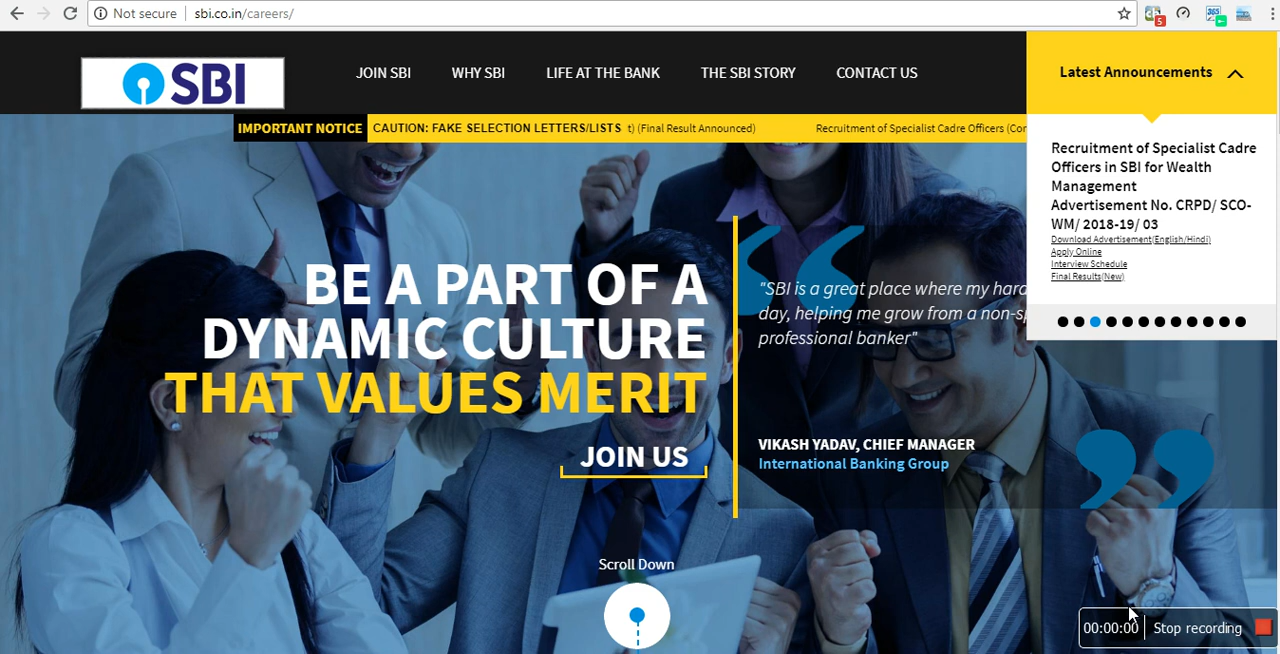 Not secure
sbi.co.in/careers/
5
365
SBI
JOIN SBI
WHY SBI
LIFE AT THE BANK
THE SBI STORY
CONTACT US
Latest Announcements
IMPORTANT NOTICE
CAUTION: FAKE SELECTION LETTERS/LISTS t) (Final Result Announced) Recruitment of Specialist Cadre Officers (Con
Recruitment of Specialist Cadre
Officers in SBI for Wealth
Management
Advertisement No. CRPD/ SCO-
WM/ 2018-19/ 03
Download Advertisement(English/Hindi)
Apply Online
Interview Schedule
Final Results(New)
BE A PART OF A
DYNAMIC CULTURE
THAT VALUES MERIT
JOIN US
"SBI is a great place where my hard
day, helping me grow from a non-sp
professional banker"
VIKASH YADAV, CHIEF MANAGER
International Banking Group
Scroll Down
00:00:00
Stop recording